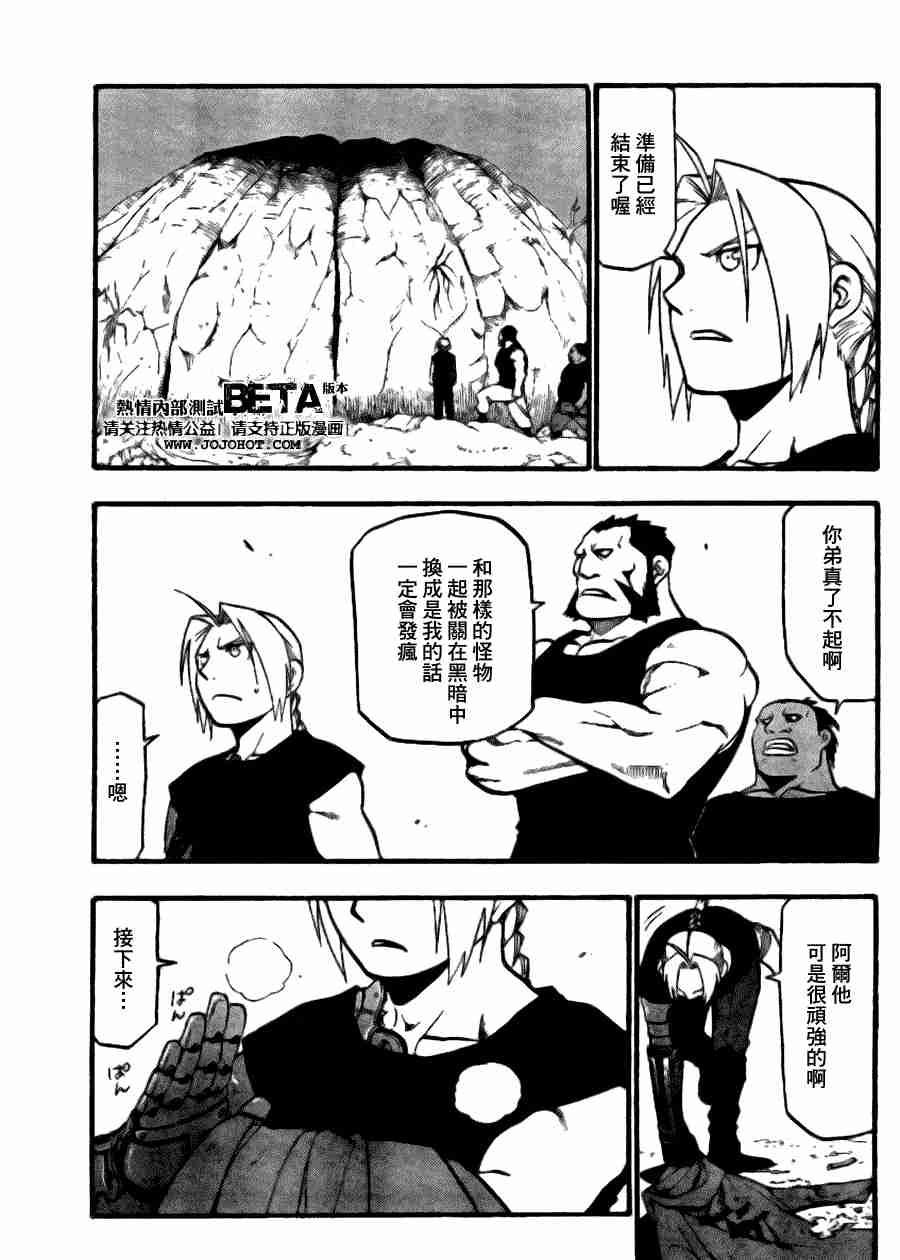 準備已經
結束了喔
熱情內部測試BETA版本
请关注热情公益| 请支持正版漫画|
WWW.JOJOHOT.COM
你弟真了不起啊
和那樣的怪物
一起被關在黑暗中
換成是我的話
一定會發瘋
……嗯
阿爾他
可是很頑強的啊
接下來…
ぱん
ぱん